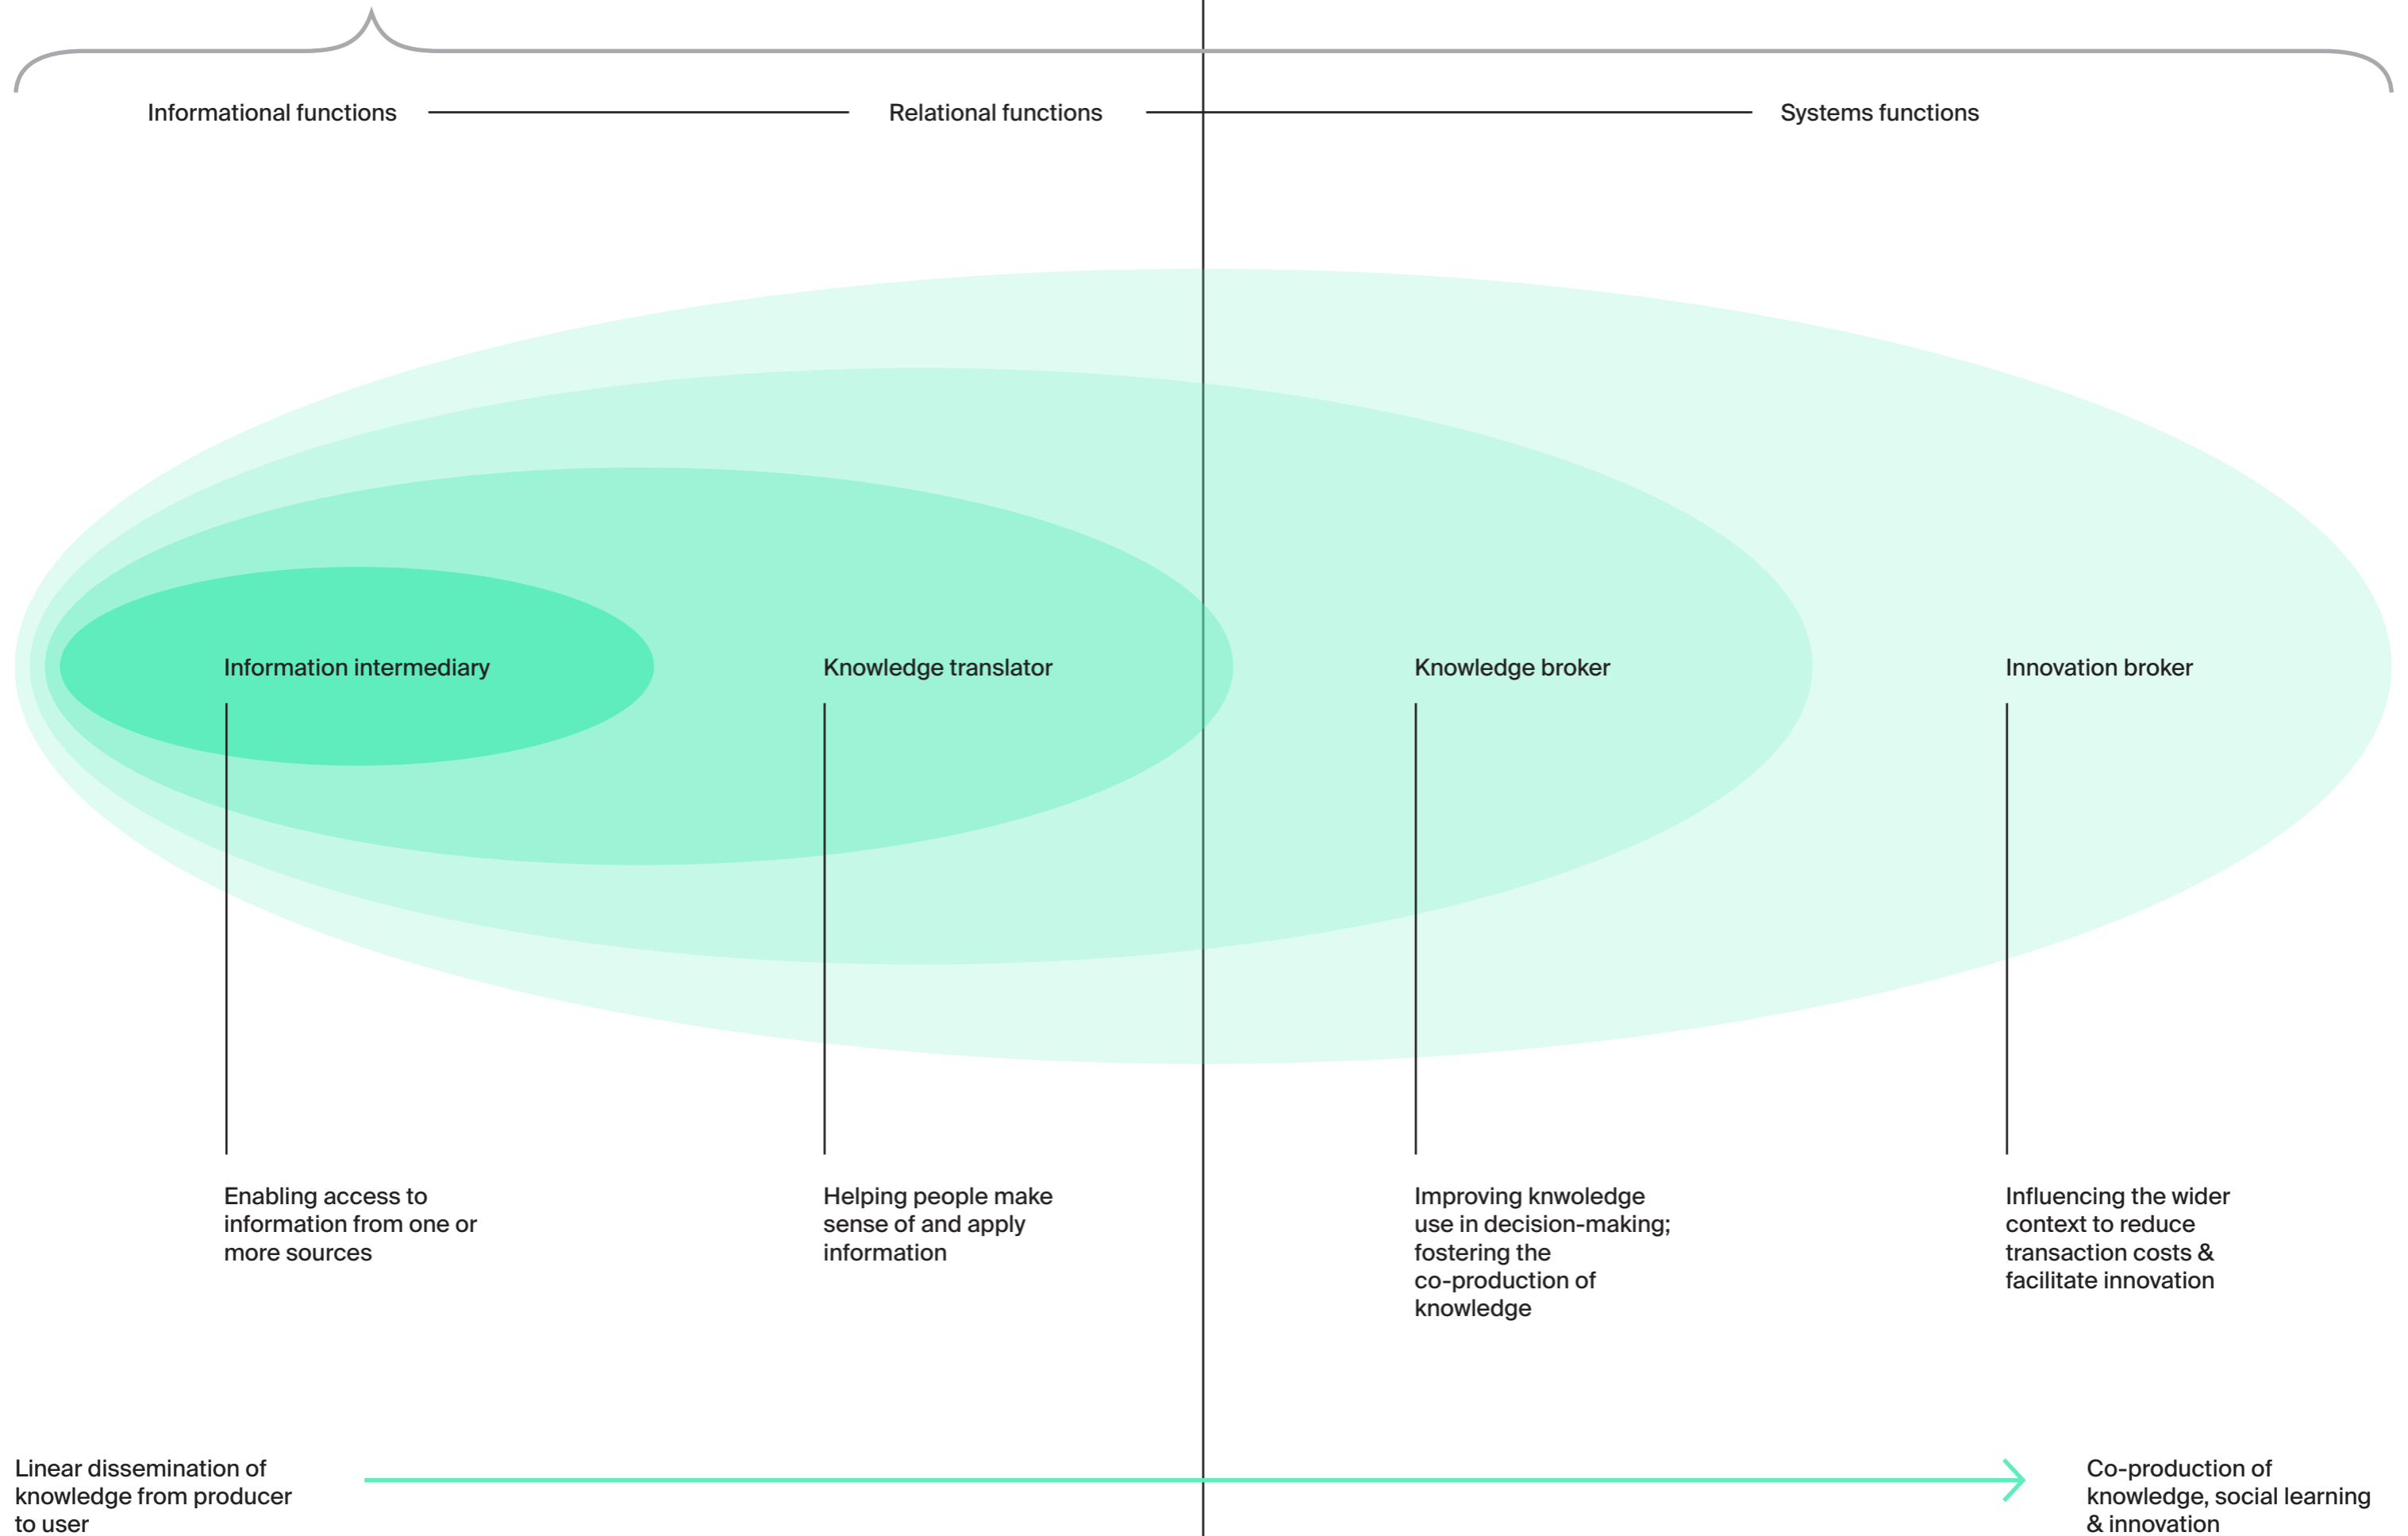 Informational functions
Relational functions
Systems functions
Information intermediary
Knowledge translator
Knowledge broker
Innovation broker
Enabling access to
information from one or
more sources
Helping people make
sense of and apply
information
Improving knwoledge
use in decision-making;
fostering the
co-production of
knowledge
Influencing the wider
context to reduce
transaction costs &
facilitate innovation
Linear dissemination of
knowledge from producer
to user
Co-production of
knowledge, social learning
& innovation